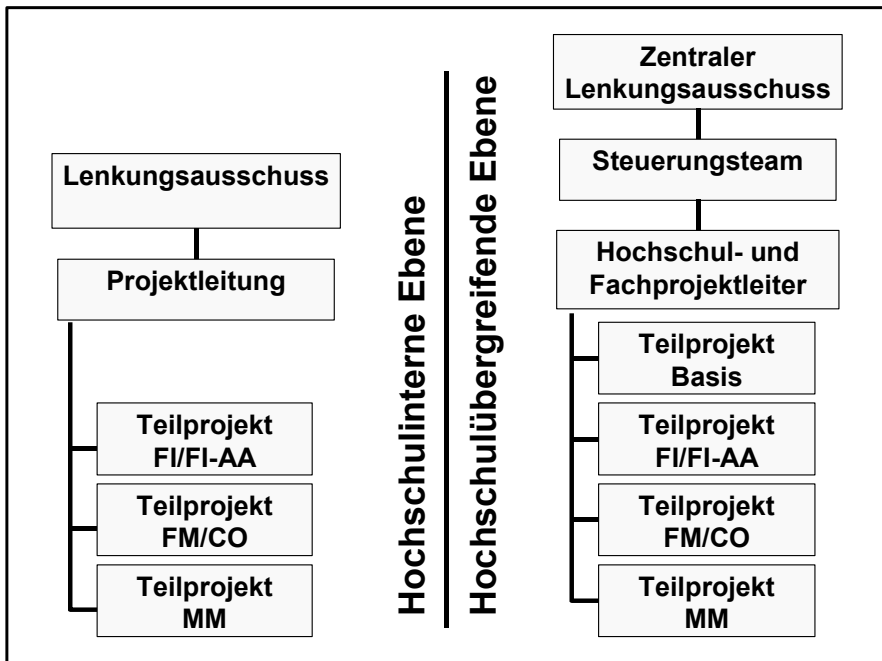 Lenkungsausschuss
Projektleitung
Teilprojekt
FI/FI-AA
Teilprojekt
FM/CO
Teilprojekt
MM
Hochschulinterne Ebene
Hochschulübergreifende Ebene
Zentraler
Lenkungsausschuss
Steuerungsteam
Hochschul- und
Fachprojektleiter
Teilprojekt
Basis
Teilprojekt
FI/FI-AA
Teilprojekt
FM/CO
Teilprojekt
MM